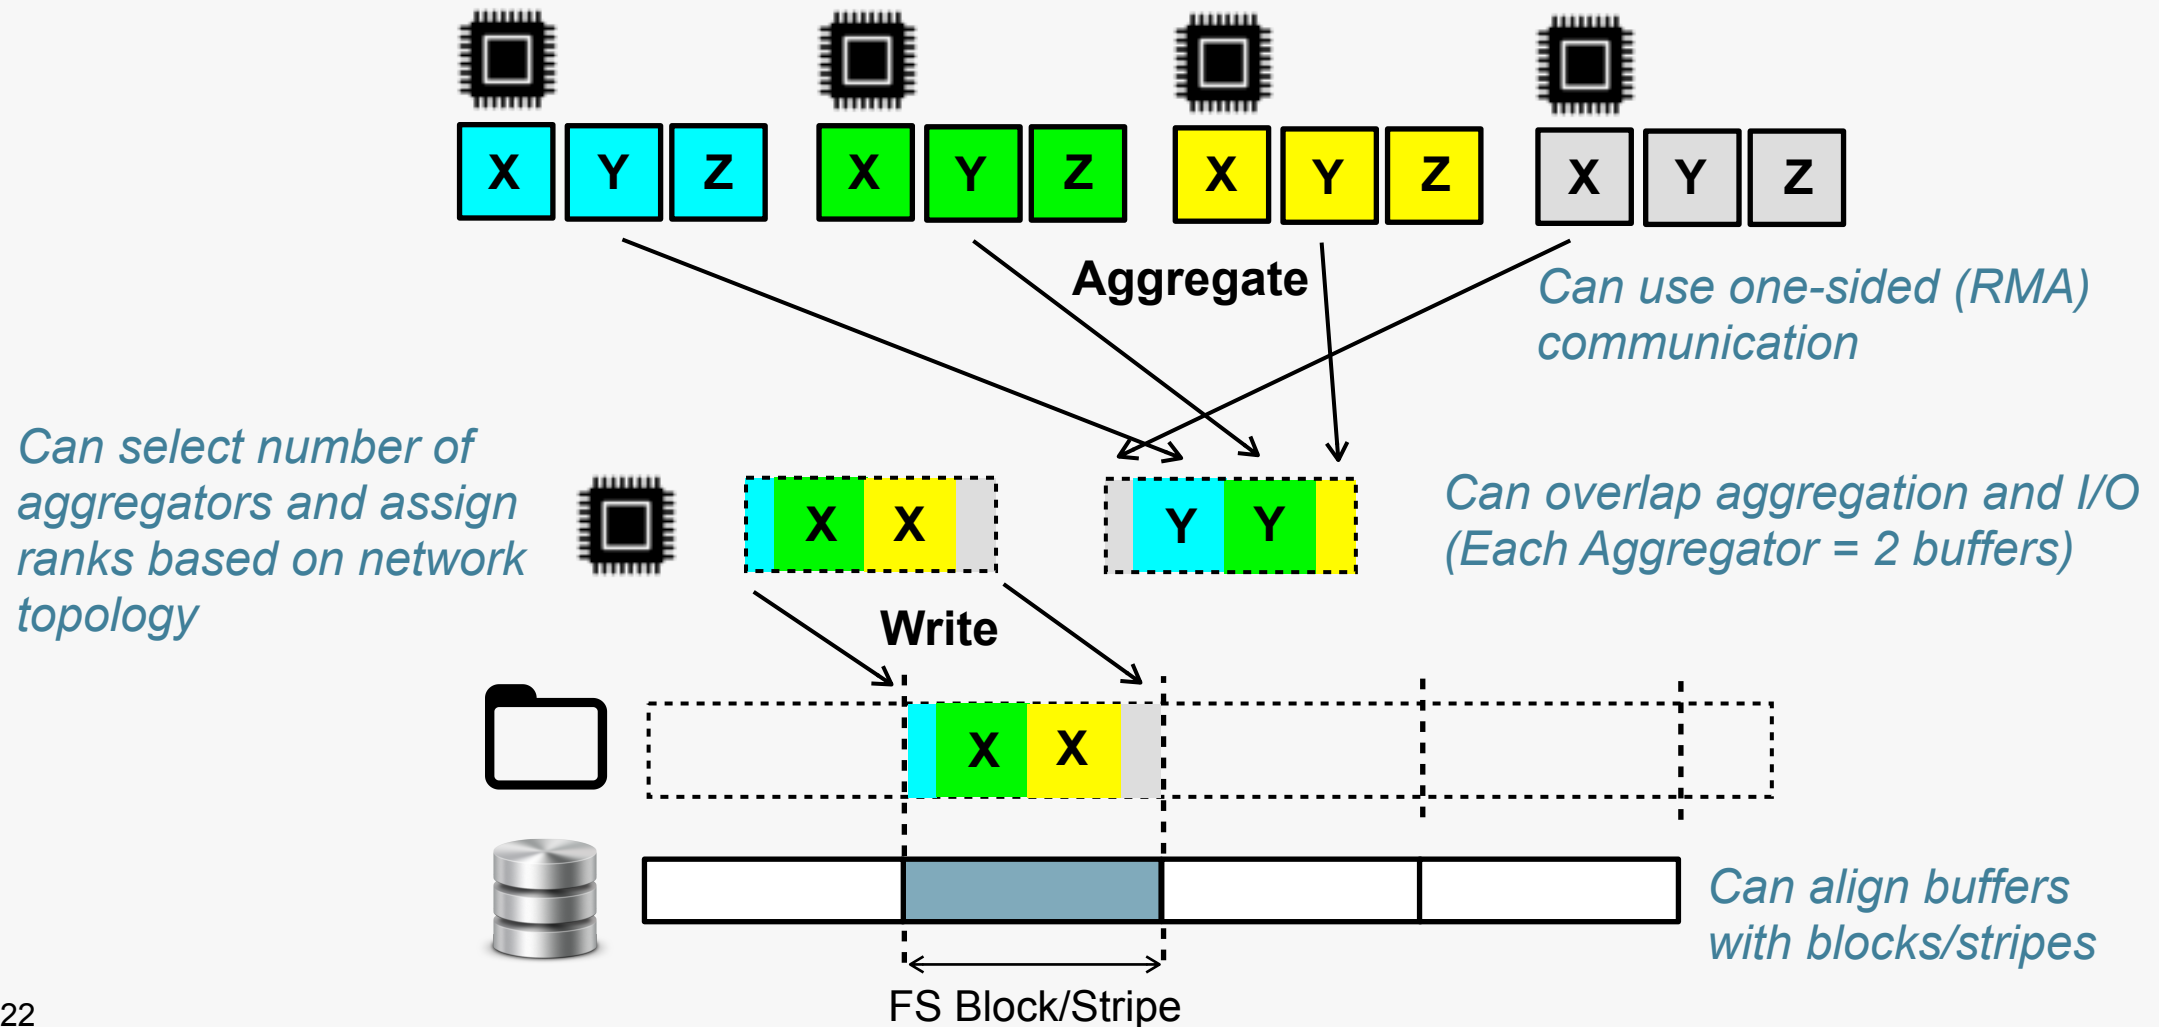 X Y Z X Y Z X Y Z X Y Z
Aggregate
Can use one-sided (RMA)
communication
Can select number of
aggregators and assign
ranks based on network
topology
X X Y Y
Can overlap aggregation and I/O
(Each Aggregator = 2 buffers)
Write
X X
Can align buffers
with blocks/stripes
FS Block/Stripe
22